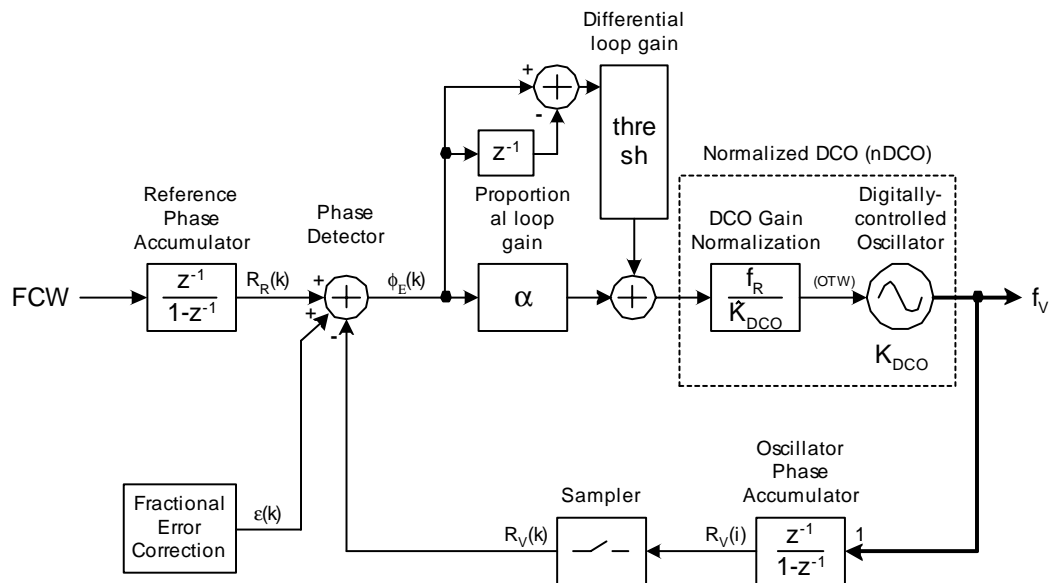 Differential
loop gain
+
-
thre
sh
z-1
Normalized DCO (nDCO)
Reference
Phase
Accumulator
Phase
Detector
Proportion
al loop
gain
DCO Gain
Normalization
Digitally-
controlled
Oscillator
FCW
z-1
1-z-1
RR(k)
+
+
-
ϕE(k)
α
fR
K̂DCO
(OTW)
fV
KDCO
Fractional
Error
Correction
ε(k)
Sampler
RV(k)
RV(i)
Oscillator
Phase
Accumulator
z-1
1-z-1
1